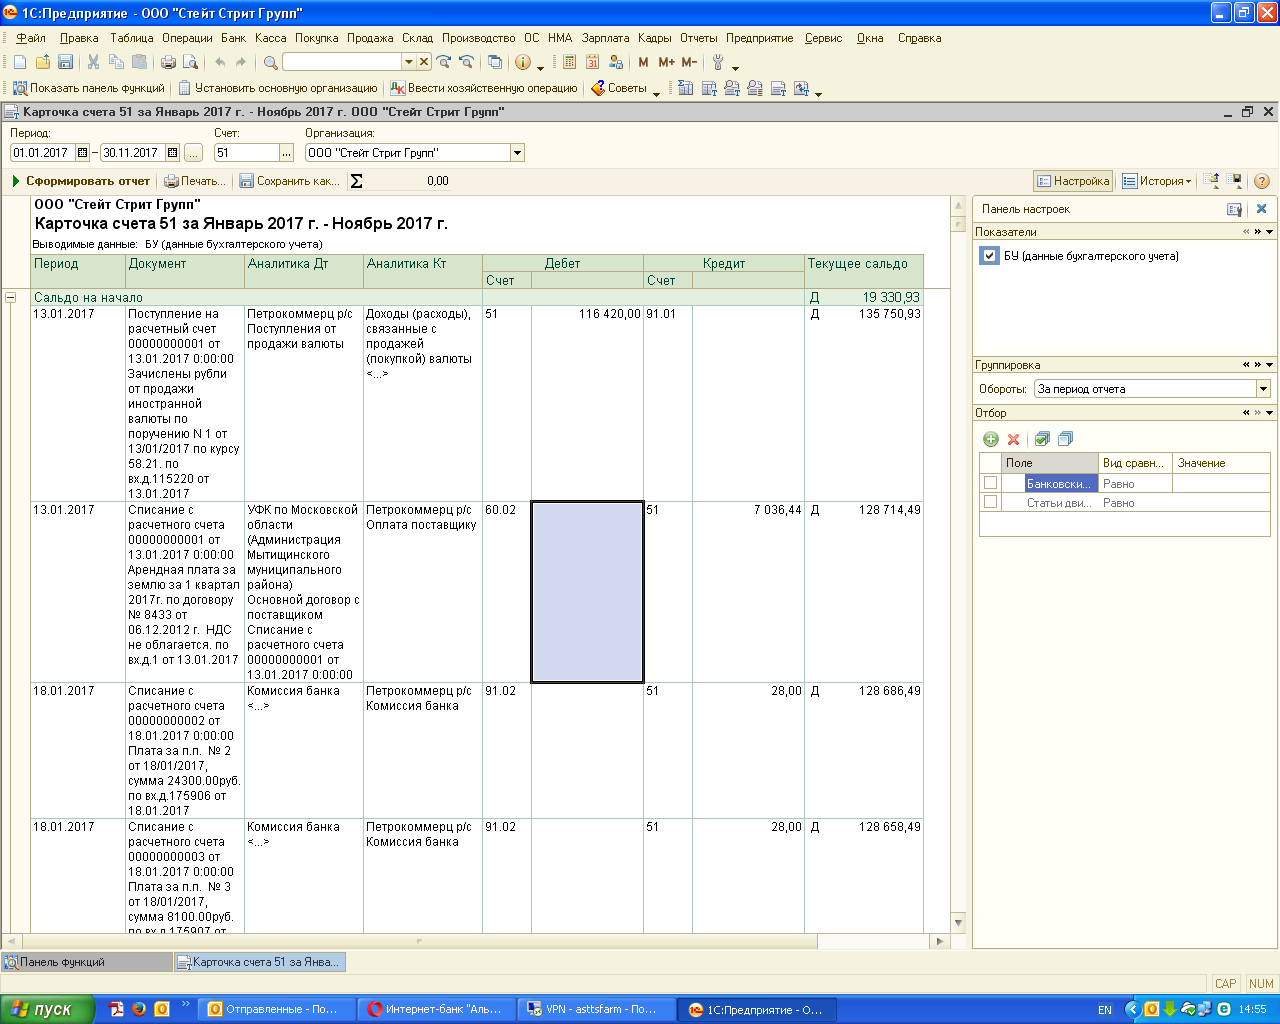 1С:Предприятие - ООО "Стейт Стрит Групп"
Файл Правка Таблица Операции Банк Касса Покупка Продажа Склад Производство ОС НМА Зарплата Кадры Отчеты Предприятие Сервис Окна Справка
M M+ M-
Показать панель функций Установить основную организацию Ввести хозяйственную операцию Советы
Карточка счета 51 за Январь 2017 г. - Ноябрь 2017 г. ООО "Стейт Стрит Групп"
Период: Счет: Организация:
01.01.2017 – 30.11.2017 ... 51 ... ООО "Стейт Стрит Групп"
Сформировать отчет Печать... Сохранить как... Σ 0,00 Настройка История
ООО "Стейт Стрит Групп"
Карточка счета 51 за Январь 2017 г. - Ноябрь 2017 г.
Выводимые данные: БУ (данные бухгалтерского учета)
Период Документ Аналитика Дт Аналитика Кт Дебет Кредит Текущее сальдо
Счет Счет
Сальдо на начало Д 19 330,93
13.01.2017
Поступление на
расчетный счет
00000000001 от
13.01.2017 0:00:00
Зачислены рубли
от продажи
иностранной
валюты по
поручению N 1 от
13/01/2017 по курсу
58.21. по
вх.д.115220 от
13.01.2017
Петрокоммерц р/с
Поступления от
продажи валюты
Доходы (расходы),
связанные с
продажей
(покупкой) валюты
<...>
51 116 420,00 91.01 Д 135 750,93
13.01.2017
Списание с
расчетного счета
00000000001 от
13.01.2017 0:00:00
Арендная плата за
землю за 1 квартал
2017г. по договору
№ 8433 от
06.12.2012 г. НДС
не облагается. по
вх.д.1 от 13.01.2017
УФК по Московской
области
(Администрация
Мытищинского
муниципального
района)
Основной договор с
поставщиком
Списание с
расчетного счета
00000000001 от
13.01.2017 0:00:00
Петрокоммерц р/с
Оплата поставщику
60.02 51 7 036,44 Д 128 714,49
18.01.2017
Списание с
расчетного счета
00000000002 от
18.01.2017 0:00:00
Плата за п.п. № 2
от 18/01/2017,
сумма 24300.00руб.
по вх.д.175906 от
18.01.2017
Комиссия банка
<...>
Петрокоммерц р/с
Комиссия банка
91.02 51 28,00 Д 128 686,49
18.01.2017
Списание с
расчетного счета
00000000003 от
18.01.2017 0:00:00
Плата за п.п. № 3
от 18/01/2017,
сумма 8100.00руб.
по вх.д.175907 от
Комиссия банка
<...>
Петрокоммерц р/с
Комиссия банка
91.02 51 28,00 Д 128 658,49
Панель настроек
Показатели
БУ (данные бухгалтерского учета)
Группировка
Обороты: За период отчета
Отбор
Поле Вид сравн... Значение
Банковски... Равно
Статьи дви... Равно
Панель функций Карточка счета 51 за Янва...
CAP NUM
пуск Отправленные - По... Интернет-банк "Аль... VPN - asttsfarm - По... 1С:Предприятие - О... EN 14:55